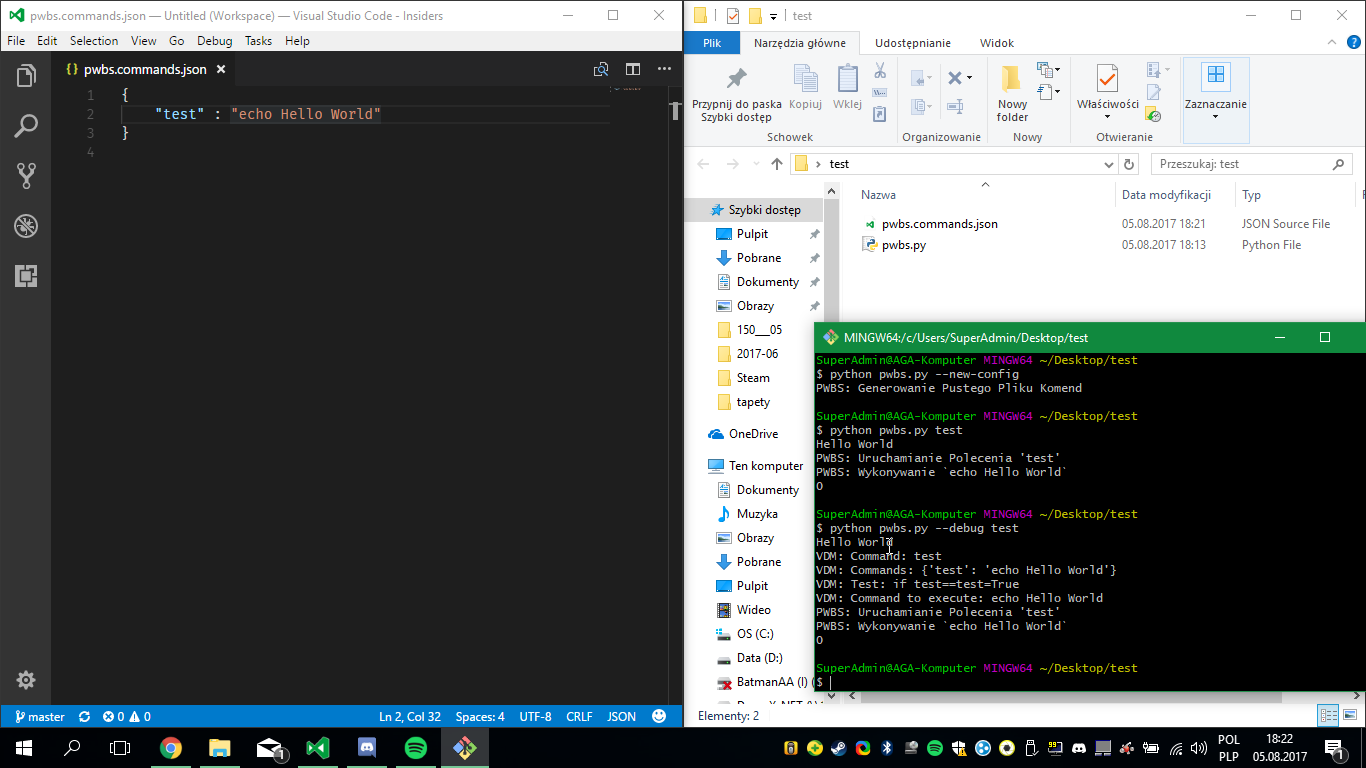 pwbs.commands.json — Untitled (Workspace) — Visual Studio Code - Insiders
File Edit Selection View Go Debug Tasks Help
{} pwbs.commands.json
1 {
2 "test" : "echo Hello World"
3 }
4
master 0 0 Ln 2, Col 32 Spaces: 4 UTF-8 CRLF JSON
test
Plik Narzędzia główne Udostępnianie Widok
Przypnij do paska Szybki dostęp
Kopiuj
Wklej
Schowek
Organizowanie
Nowy folder
Nowy
Właściwości
Otwieranie
Zaznaczanie
test
Przeszukaj: test
Nazwa Data modyfikacji Typ
pwbs.commands.json 05.08.2017 18:21 JSON Source File
pwbs.py 05.08.2017 18:13 Python File
Szybki dostęp
Pulpit
Pobrane
Dokumenty
Obrazy
150___05
2017-06
Steam
tapety
OneDrive
Ten komputer
Dokumenty
Muzyka
Obrazy
Pobrane
Pulpit
Wideo
OS (C:)
Data (D:)
BatmanAA (I) (
Elementy: 2
MINGW64:/c/Users/SuperAdmin/Desktop/test
SuperAdmin@AGA-Komputer MINGW64 ~/Desktop/test
$ python pwbs.py --new-config
PWBS: Generowanie Pustego Pliku Komend
SuperAdmin@AGA-Komputer MINGW64 ~/Desktop/test
$ python pwbs.py test
Hello World
PWBS: Uruchamianie Polecenia 'test'
PWBS: Wykonywanie `echo Hello World`
0
SuperAdmin@AGA-Komputer MINGW64 ~/Desktop/test
$ python pwbs.py --debug test
Hello World
VDM: Command: test
VDM: Commands: {'test': 'echo Hello World'}
VDM: Test: if test==test=True
VDM: Command to execute: echo Hello World
PWBS: Uruchamianie Polecenia 'test'
PWBS: Wykonywanie `echo Hello World`
0
SuperAdmin@AGA-Komputer MINGW64 ~/Desktop/test
$
1
99
POL
PLP
18:22
05.08.2017
1